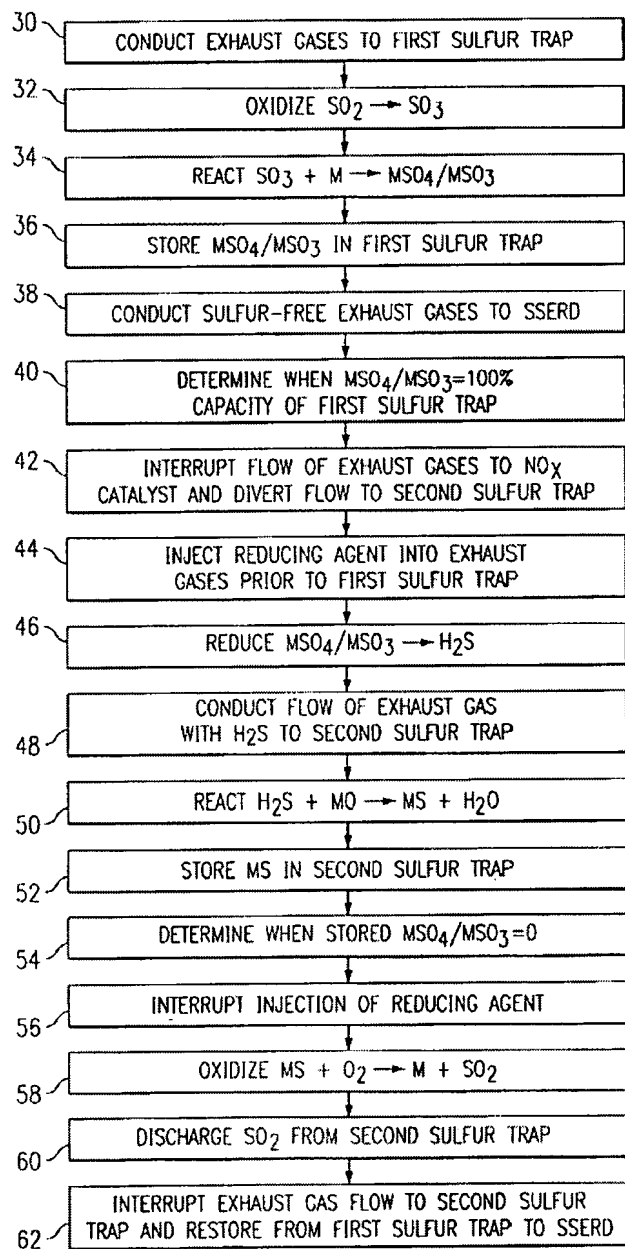 30 CONDUCT EXHAUST GASES TO FIRST SULFUR TRAP
32 OXIDIZE SO2 → SO3
34 REACT SO3 + M → MSO4/MSO3
36 STORE MSO4/MSO3 IN FIRST SULFUR TRAP
38 CONDUCT SULFUR-FREE EXHAUST GASES TO SSERD
40 DETERMINE WHEN MSO4/MSO3=100%
CAPACITY OF FIRST SULFUR TRAP
42 INTERRUPT FLOW OF EXHAUST GASES TO NOX
CATALYST AND DIVERT FLOW TO SECOND SULFUR TRAP
44 INJECT REDUCING AGENT INTO EXHAUST
GASES PRIOR TO FIRST SULFUR TRAP
46 REDUCE MSO4/MSO3 → H2S
CONDUCT FLOW OF EXHAUST GAS
48 WITH H2S TO SECOND SULFUR TRAP
50 REACT H2S + MO → MS + H2O
52 STORE MS IN SECOND SULFUR TRAP
54 DETERMINE WHEN STORED MSO4/MSO3=0
56 INTERRUPT INJECTION OF REDUCING AGENT
58 OXIDIZE MS + O2 → M + SO2
60 DISCHARGE SO2 FROM SECOND SULFUR TRAP
INTERRUPT EXHAUST GAS FLOW TO SECOND SULFUR
62 TRAP AND RESTORE FROM FIRST SULFUR TRAP TO SSERD